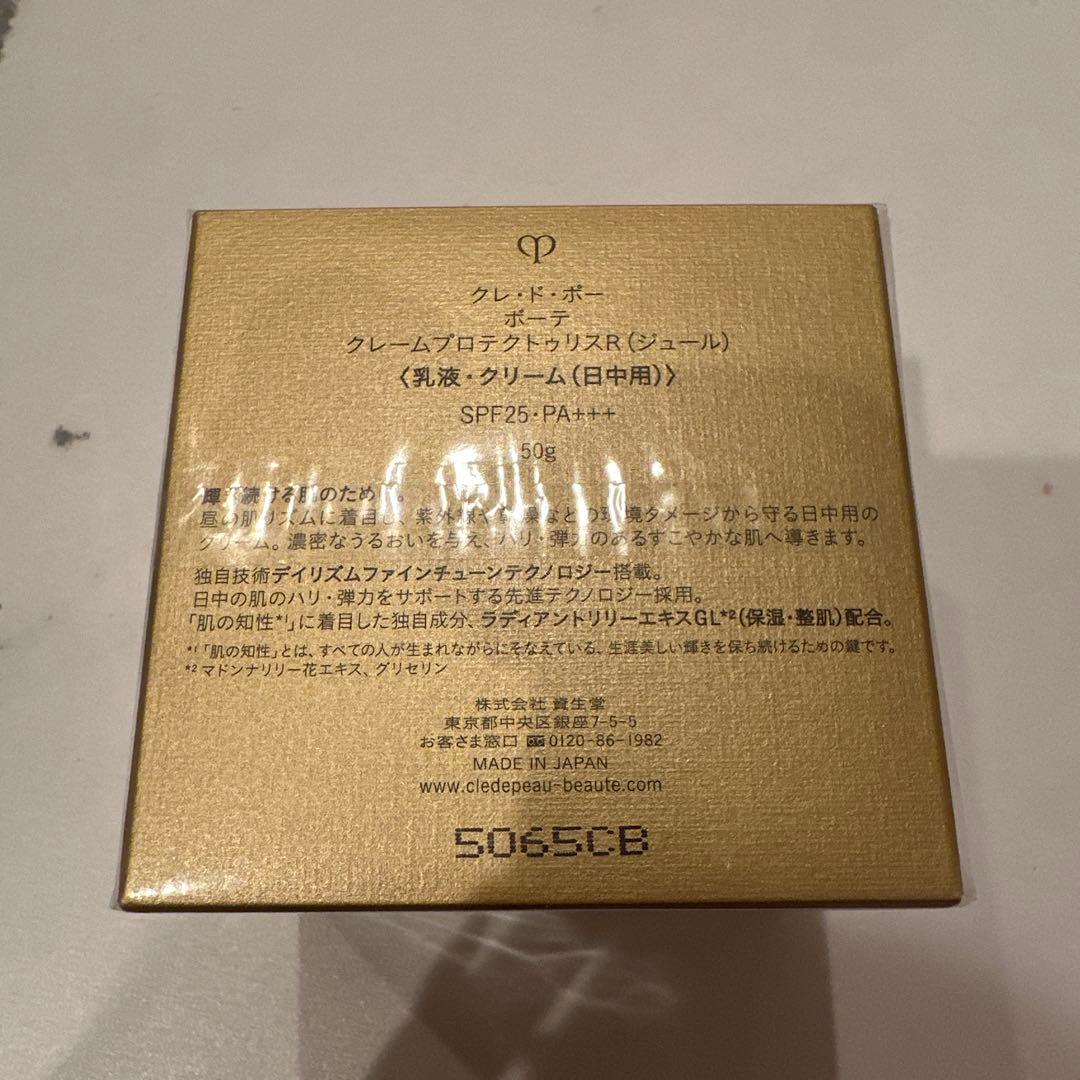 クレ・ド・ポー
ボーテ
クレームプロテクトゥリスR（ジュール）
〈乳液・クリーム（日中用）〉
SPF25・PA+++
50g
輝き続ける肌のために。
昼の肌リズムに着目し、紫外線や乾燥などの環境ダメージから守る日中用の
クリーム。濃密なうるおいを与え、ハリ・弾力のあるすこやかな肌へ導きます。
独自技術デイリズムファインチューンテクノロジー搭載。
日中の肌のハリ・弾力をサポートする先進テクノロジー採用。
「肌の知性*¹」に着目した独自成分、ラディアントリリーエキスGL*²（保湿・整肌）配合。
*¹「肌の知性」とは、すべての人が生まれながらにそなえている、生涯美しい輝きを保ち続けるための鍵です。
*² マドンナリリー花エキス、グリセリン
株式会社 資生堂
東京都中央区銀座7-5-5
お客さま窓口 0120-86-1982
MADE IN JAPAN
www.cledepeau-beaute.com
5065CB